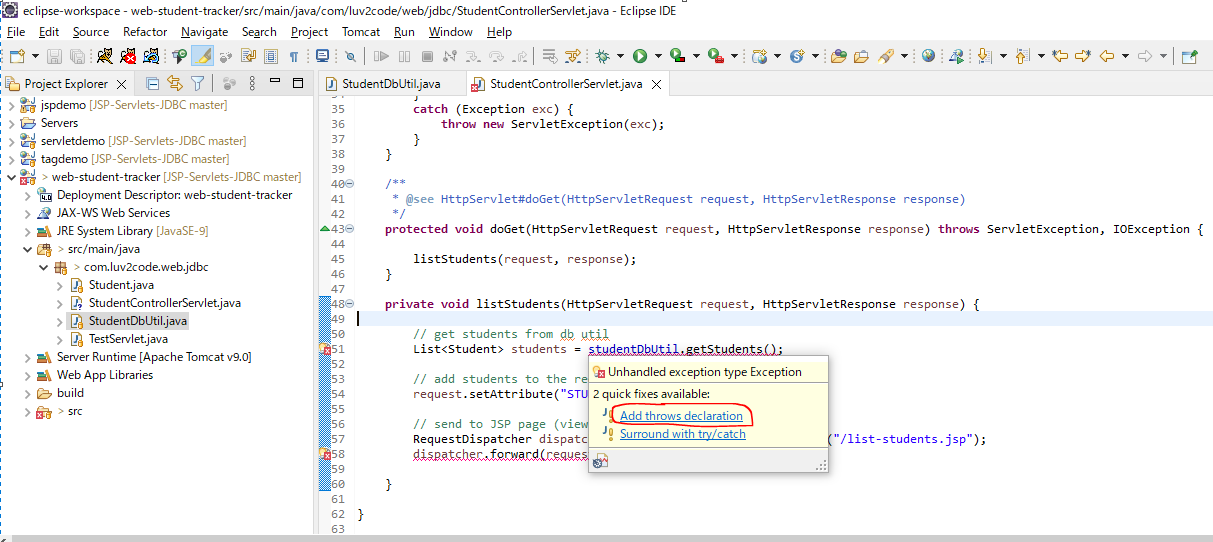 eclipse-workspace - web-student-tracker/src/main/java/com/luv2code/web/jdbc/StudentControllerServlet.java - Eclipse IDE
File Edit Source Refactor Navigate Search Project Tomcat Run Window Help
Project Explorer
jspdemo [JSP-Servlets-JDBC master]
Servers
servletdemo [JSP-Servlets-JDBC master]
tagdemo [JSP-Servlets-JDBC master]
> web-student-tracker [JSP-Servlets-JDBC master]
Deployment Descriptor: web-student-tracker
JAX-WS Web Services
JRE System Library [JavaSE-9]
> src/main/java
> com.luv2code.web.jdbc
Student.java
StudentControllerServlet.java
StudentDbUtil.java
TestServlet.java
Server Runtime [Apache Tomcat v9.0]
Web App Libraries
build
> src
StudentDbUtil.java StudentControllerServlet.java
34 }
35 catch (Exception exc) {
36 throw new ServletException(exc);
37 }
38 }
39
40 /**
41 * @see HttpServlet#doGet(HttpServletRequest request, HttpServletResponse response)
42 */
43 protected void doGet(HttpServletRequest request, HttpServletResponse response) throws ServletException, IOException {
44
45 listStudents(request, response);
46 }
47
48 private void listStudents(HttpServletRequest request, HttpServletResponse response) {
49
50 // get students from db util
51 List<Student> students = studentDbUtil.getStudents();
52
53 // add students to the re
54 request.setAttribute("STU
55
56 // send to JSP page (view
57 RequestDispatcher dispatc ("/list-students.jsp");
58 dispatcher.forward(reques
59
60 }
61
62 }
63
Unhandled exception type Exception
2 quick fixes available:
Add throws declaration
Surround with try/catch